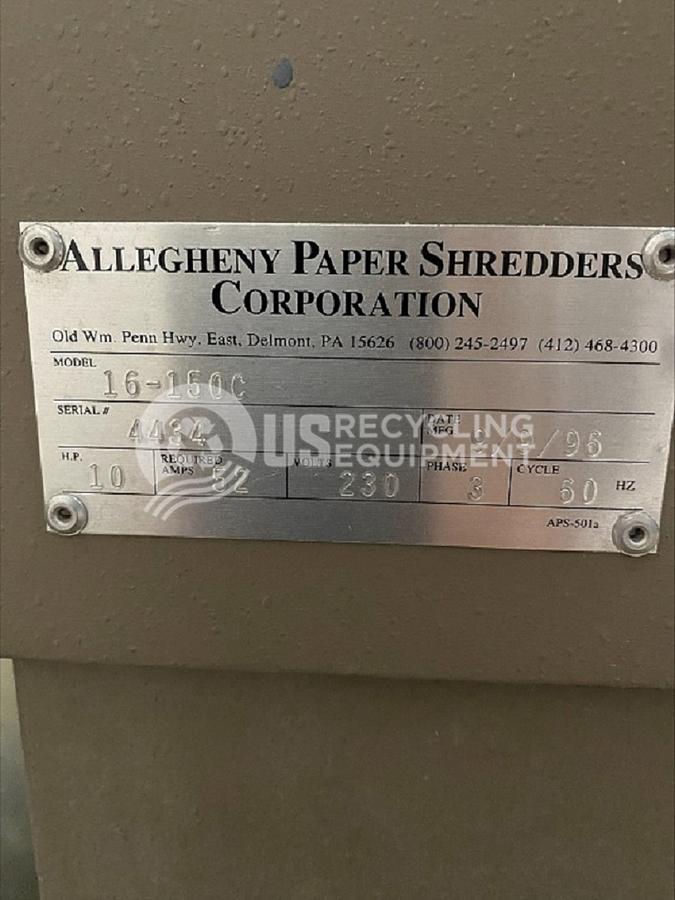 ALLEGHENY PAPER SHREDDERS
CORPORATION
Old Wm. Penn Hwy. East, Delmont, PA 15626 (800) 245-2497 (412) 468-4300
MODEL
16-150C
SERIAL #
4434
DATE
MFG
/96
H.P.
10
REQUIRED
AMPS
52
VOLTS
230
PHASE
3
CYCLE
60
HZ
APS-501a
US RECYCLING
EQUIPMENT